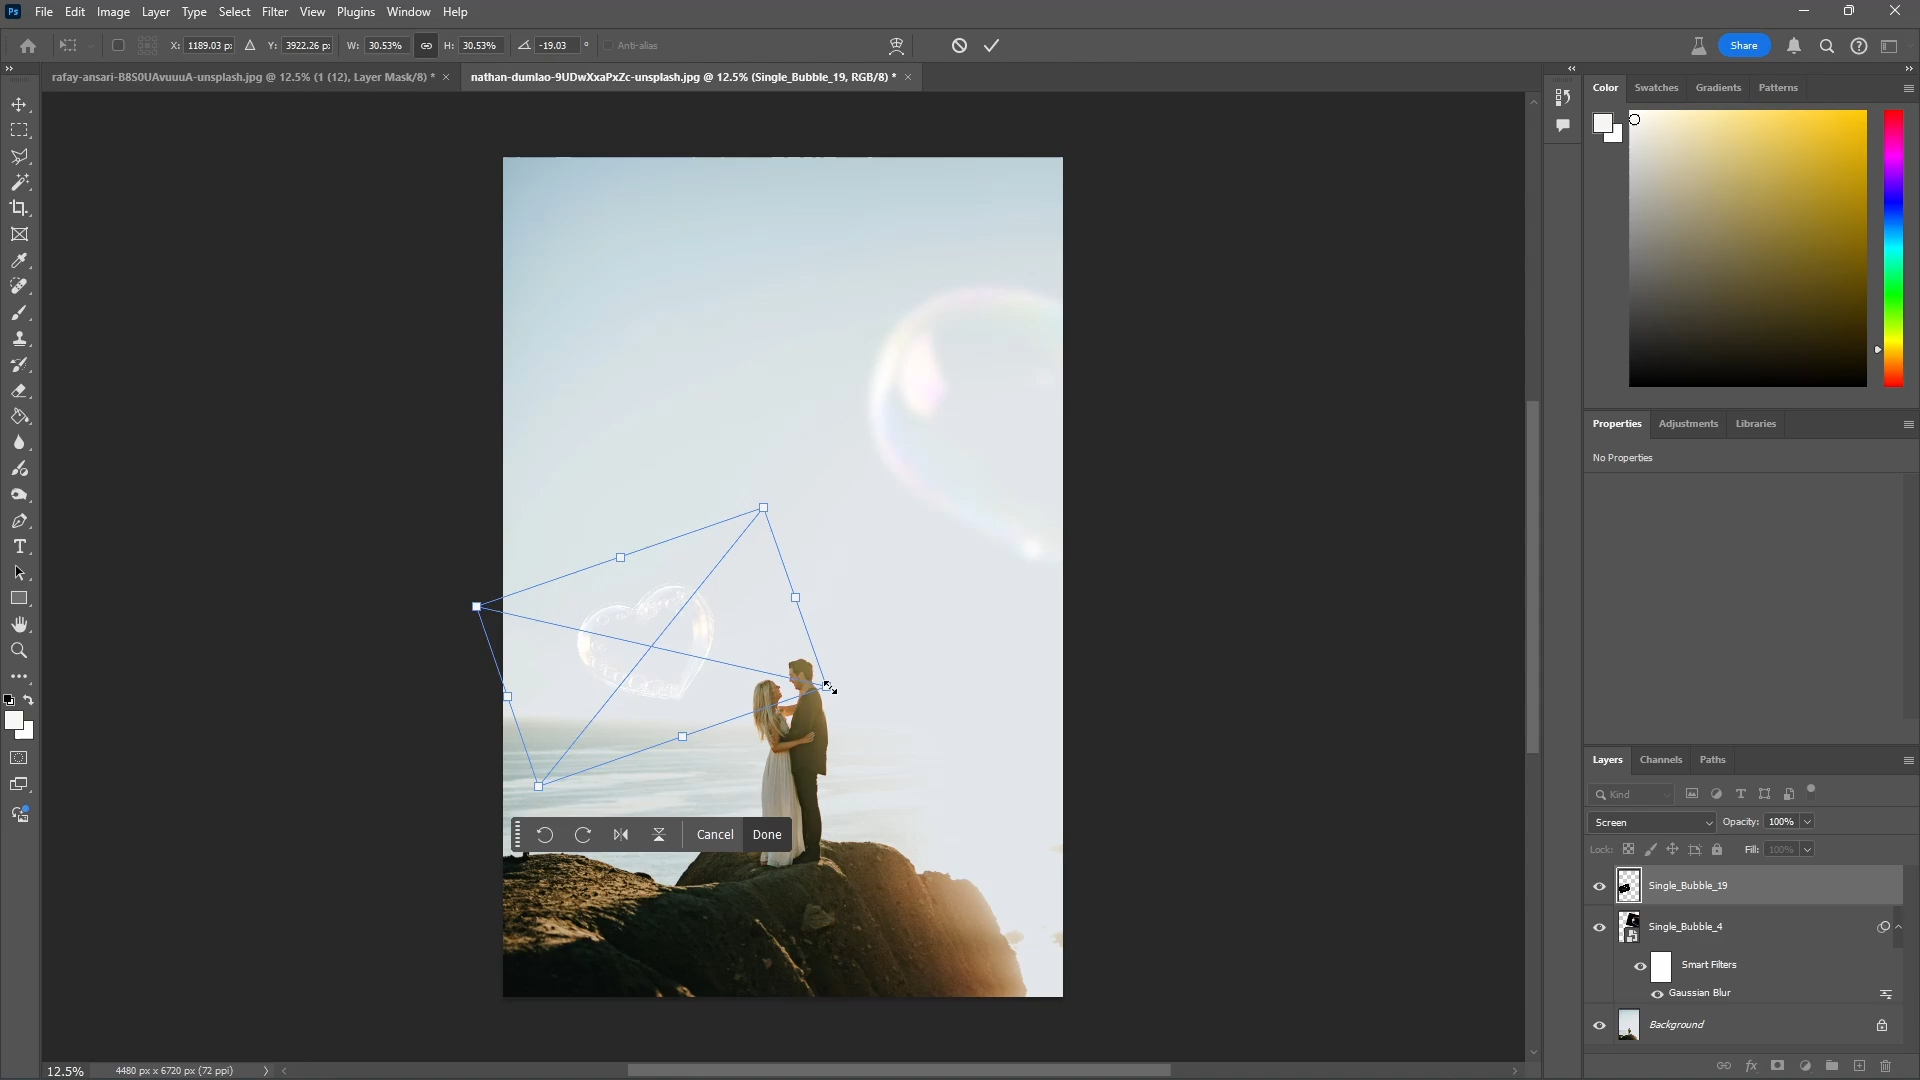 Ps File Edit Image Layer Type Select Filter View Plugins Window Help
X: 1189.03 p: Y: 3922.26 p: W: 30.53% H: 30.53% -19.03 ° Anti-alias Share
rafay-ansari-B8S0UAvuuuA-unsplash.jpg @ 12.5% (1 (12), Layer Mask/8) * × nathan-dumlao-9UDwXxaPxZc-unsplash.jpg @ 12.5% (Single_Bubble_19, RGB/8) * ×
Color Swatches Gradients Patterns
Properties Adjustments Libraries
No Properties
Cancel Done
Layers Channels Paths
Kind
Screen Opacity: 100%
Lock: Fill: 100%
Single_Bubble_19
Single_Bubble_4
Smart Filters
Gaussian Blur
Background
12.5% 4480 px x 6720 px (72 ppi)